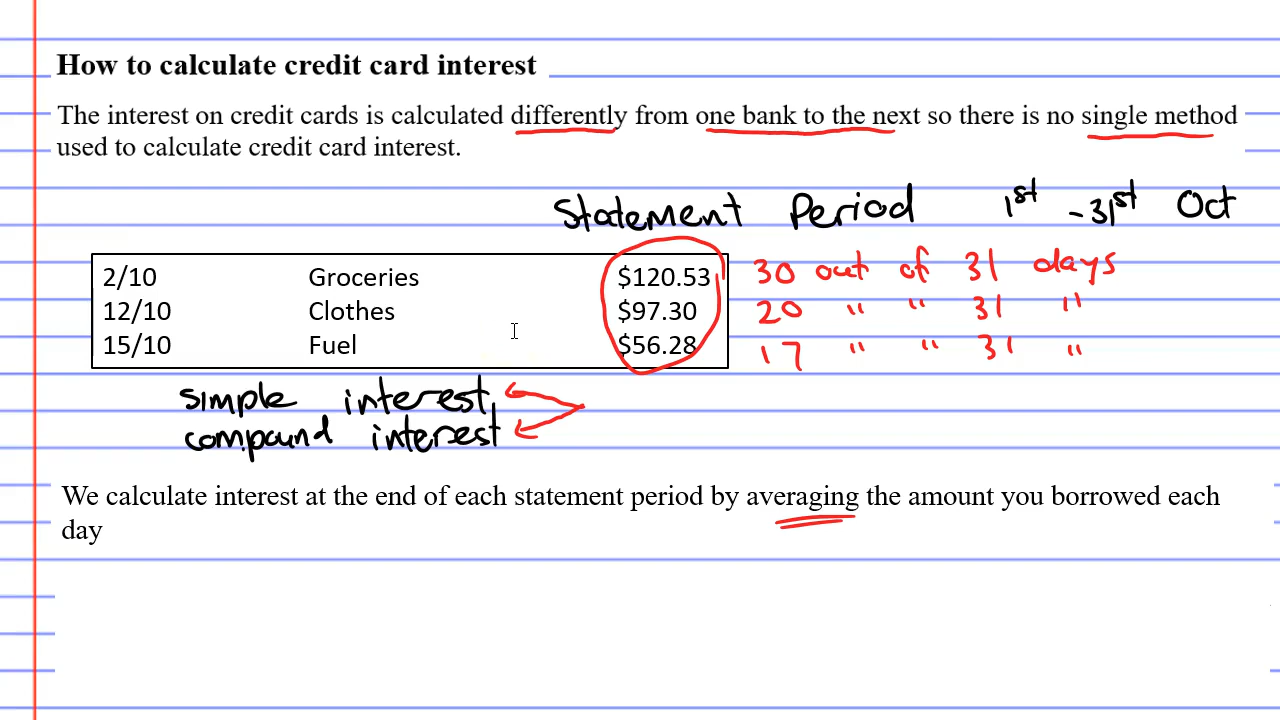 How to calculate credit card interest
The interest on credit cards is calculated differently from one bank to the next so there is no single method
used to calculate credit card interest.
Statement Period 1st - 31st Oct
2/10 Groceries $120.53 30 out of 31 days
12/10 Clothes $97.30 20 " " 31 "
15/10 Fuel $56.28 17 " " 31 "
simple interest
compound interest
We calculate interest at the end of each statement period by averaging the amount you borrowed each
day